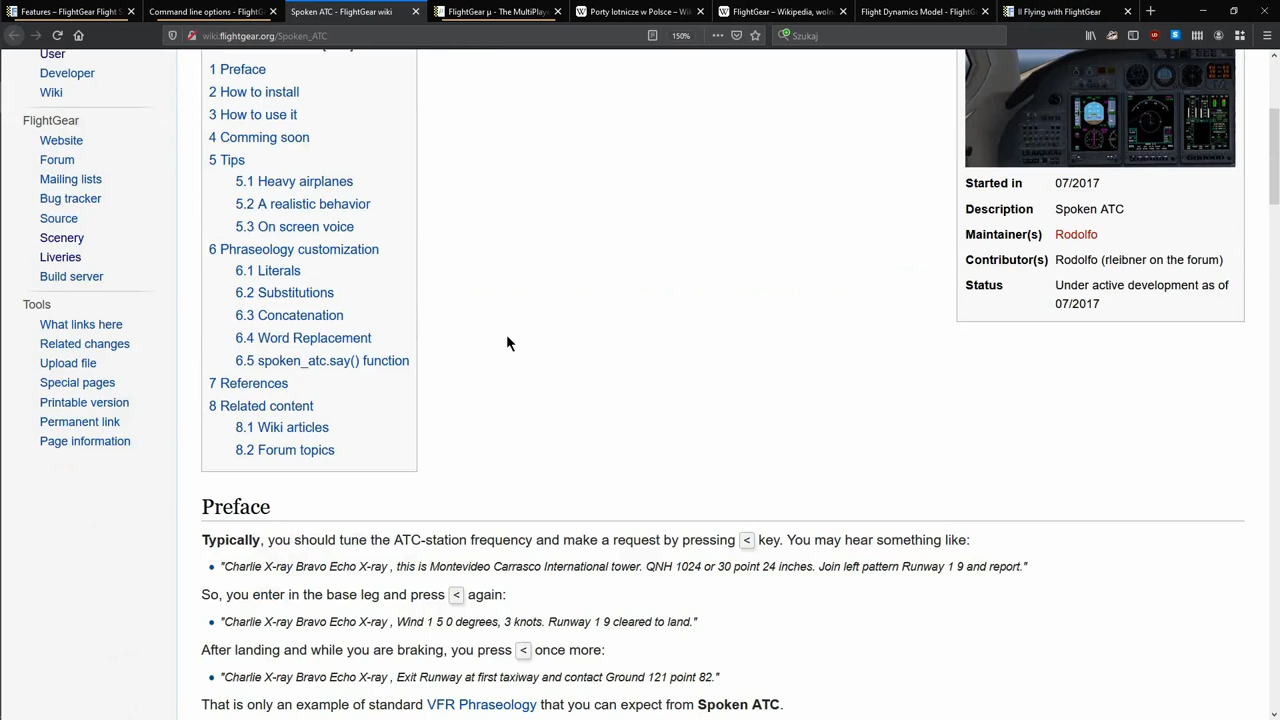 Features – FlightGear Flight S
Command line options - FlightG
Spoken ATC - FlightGear wiki
FlightGear μ - The MultiPlaye
Porty lotnicze w Polsce – Wi
FlightGear – Wikipedia, wolna
Flight Dynamics Model - FlightGe
II Flying with FlightGear
wiki.flightgear.org/Spoken_ATC
150%
Szukaj
User
Developer
Wiki
FlightGear
Website
Forum
Mailing lists
Bug tracker
Source
Scenery
Liveries
Build server
Tools
What links here
Related changes
Upload file
Special pages
Printable version
Permanent link
Page information
1 Preface
2 How to install
3 How to use it
4 Comming soon
5 Tips
5.1 Heavy airplanes
5.2 A realistic behavior
5.3 On screen voice
6 Phraseology customization
6.1 Literals
6.2 Substitutions
6.3 Concatenation
6.4 Word Replacement
6.5 spoken_atc.say() function
7 References
8 Related content
8.1 Wiki articles
8.2 Forum topics
Started in 07/2017
Description Spoken ATC
Maintainer(s) Rodolfo
Contributor(s) Rodolfo (rleibner on the forum)
Status Under active development as of
07/2017
Preface
Typically, you should tune the ATC-station frequency and make a request by pressing < key. You may hear something like:
• "Charlie X-ray Bravo Echo X-ray , this is Montevideo Carrasco International tower. QNH 1024 or 30 point 24 inches. Join left pattern Runway 1 9 and report."
So, you enter in the base leg and press < again:
• "Charlie X-ray Bravo Echo X-ray , Wind 1 5 0 degrees, 3 knots. Runway 1 9 cleared to land."
After landing and while you are braking, you press < once more:
• "Charlie X-ray Bravo Echo X-ray , Exit Runway at first taxiway and contact Ground 121 point 82."
That is only an example of standard VFR Phraseology that you can expect from Spoken ATC.